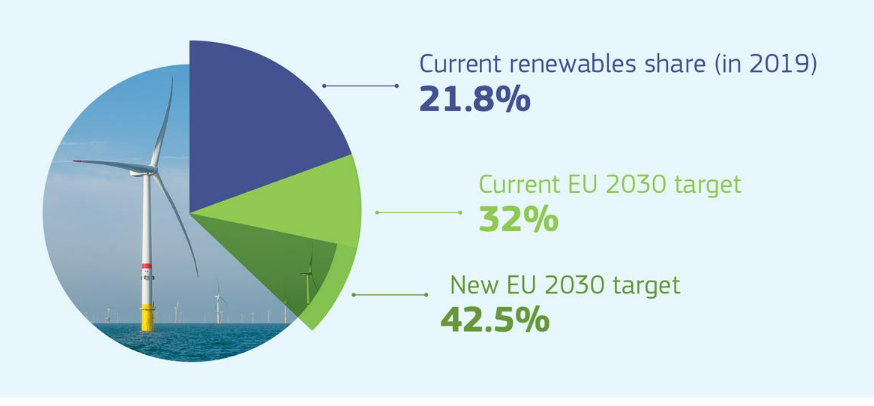 Current renewables share (in 2019)
21.8%
Current EU 2030 target
32%
New EU 2030 target
42.5%